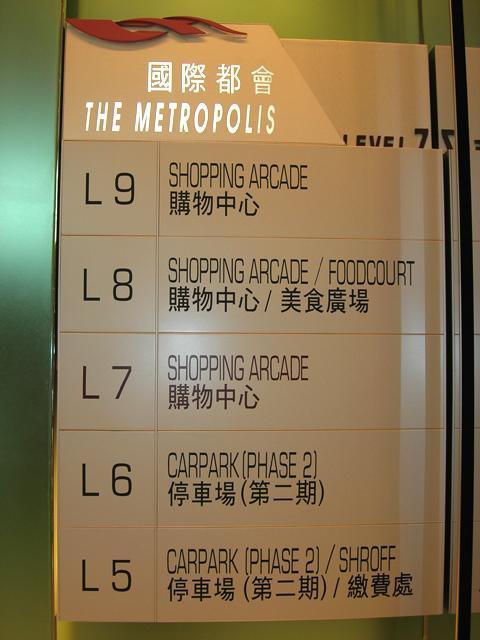 國際都會
THE METROPOLIS
LEVEL 7
L9
SHOPPING ARCADE
購物中心
L8
SHOPPING ARCADE / FOODCOURT
購物中心 / 美食廣場
L7
SHOPPING ARCADE
購物中心
L6
CARPARK (PHASE 2)
停車場 (第二期)
L5
CARPARK (PHASE 2) / SHROFF
停車場 (第二期) / 繳費處